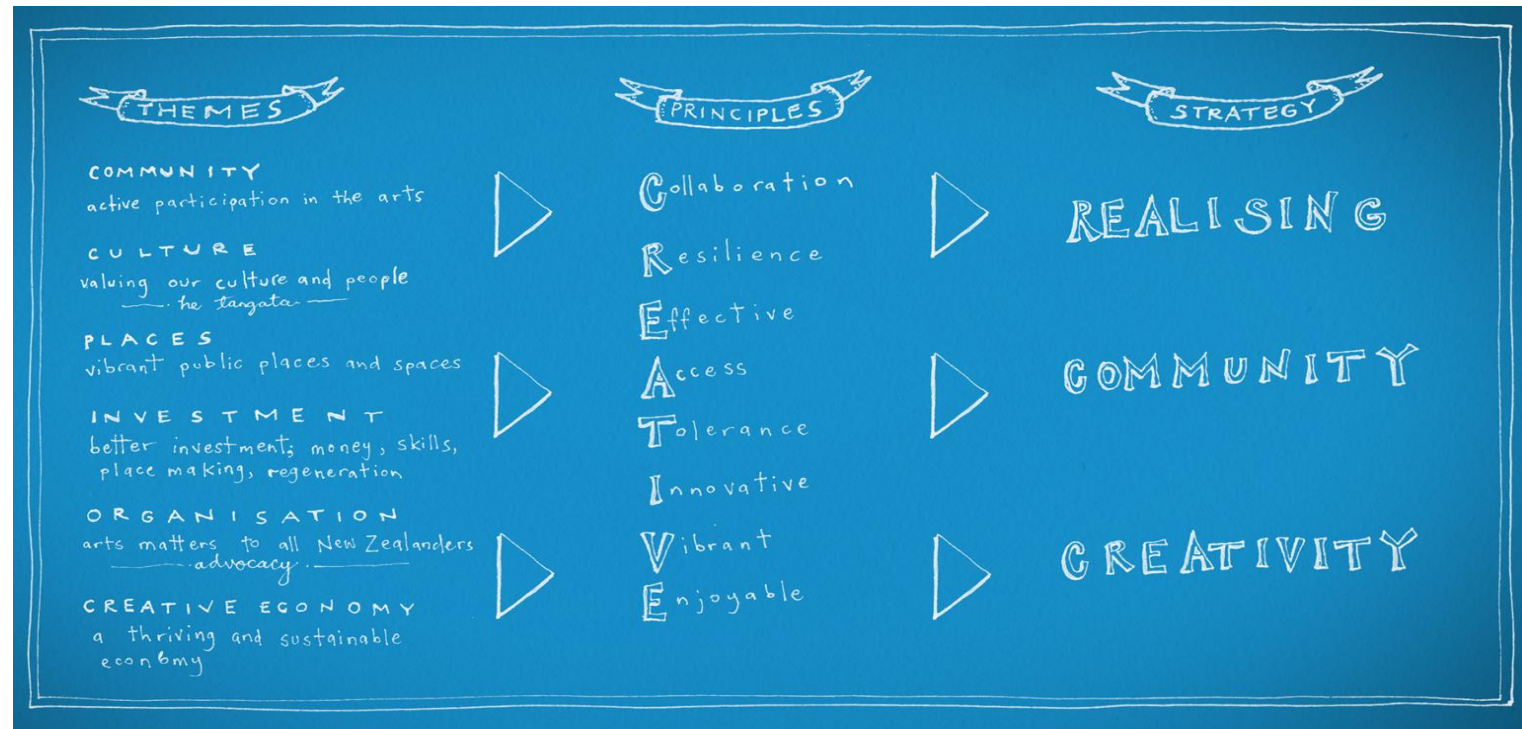 THEMES
COMMUNITY
active participation in the arts
CULTURE
valuing our culture and people
he tangata
PLACES
vibrant public places and spaces
INVESTMENT
better investment; money, skills,
place making, regeneration
ORGANISATION
arts matters to all New Zealanders
advocacy
CREATIVE ECONOMY
a thriving and sustainable
economy
PRINCIPLES
Collaboration
Resilience
Effective
Access
Tolerance
Innovative
Vibrant
Enjoyable
STRATEGY
REALISING
COMMUNITY
CREATIVITY